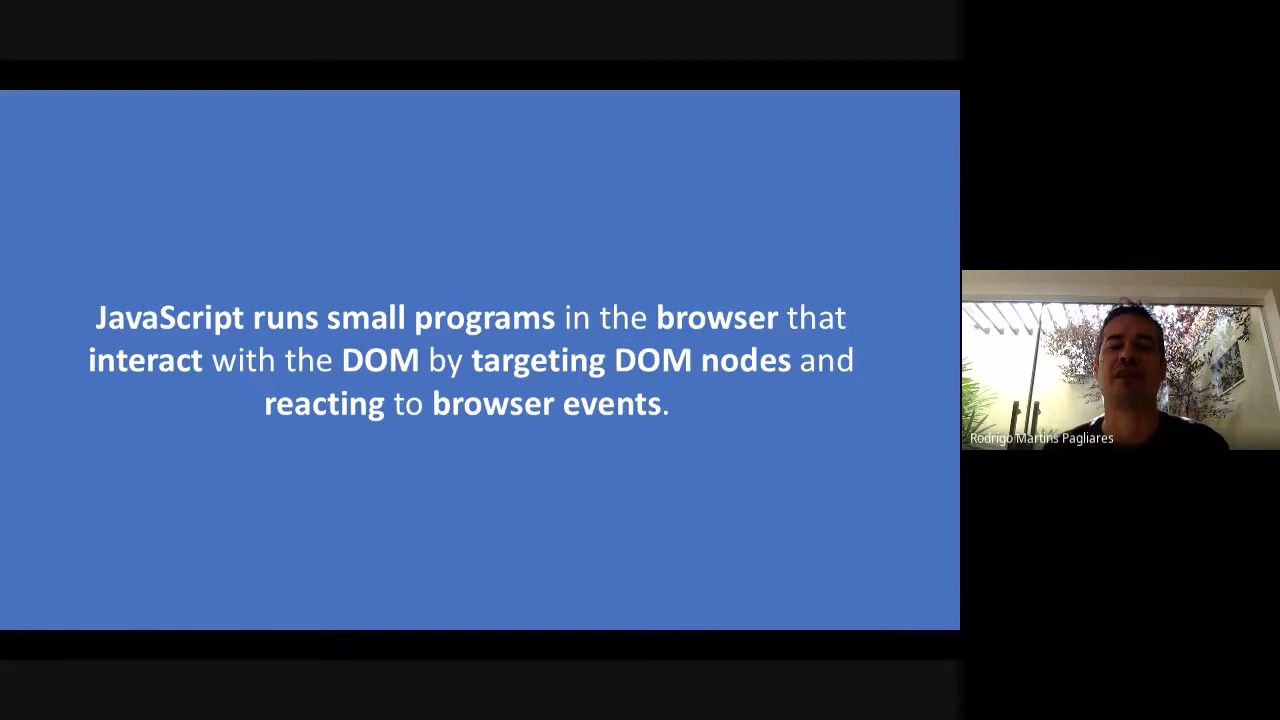 JavaScript runs small programs in the browser that
interact with the DOM by targeting DOM nodes and
reacting to browser events.
Rodrigo Martins Pagliares